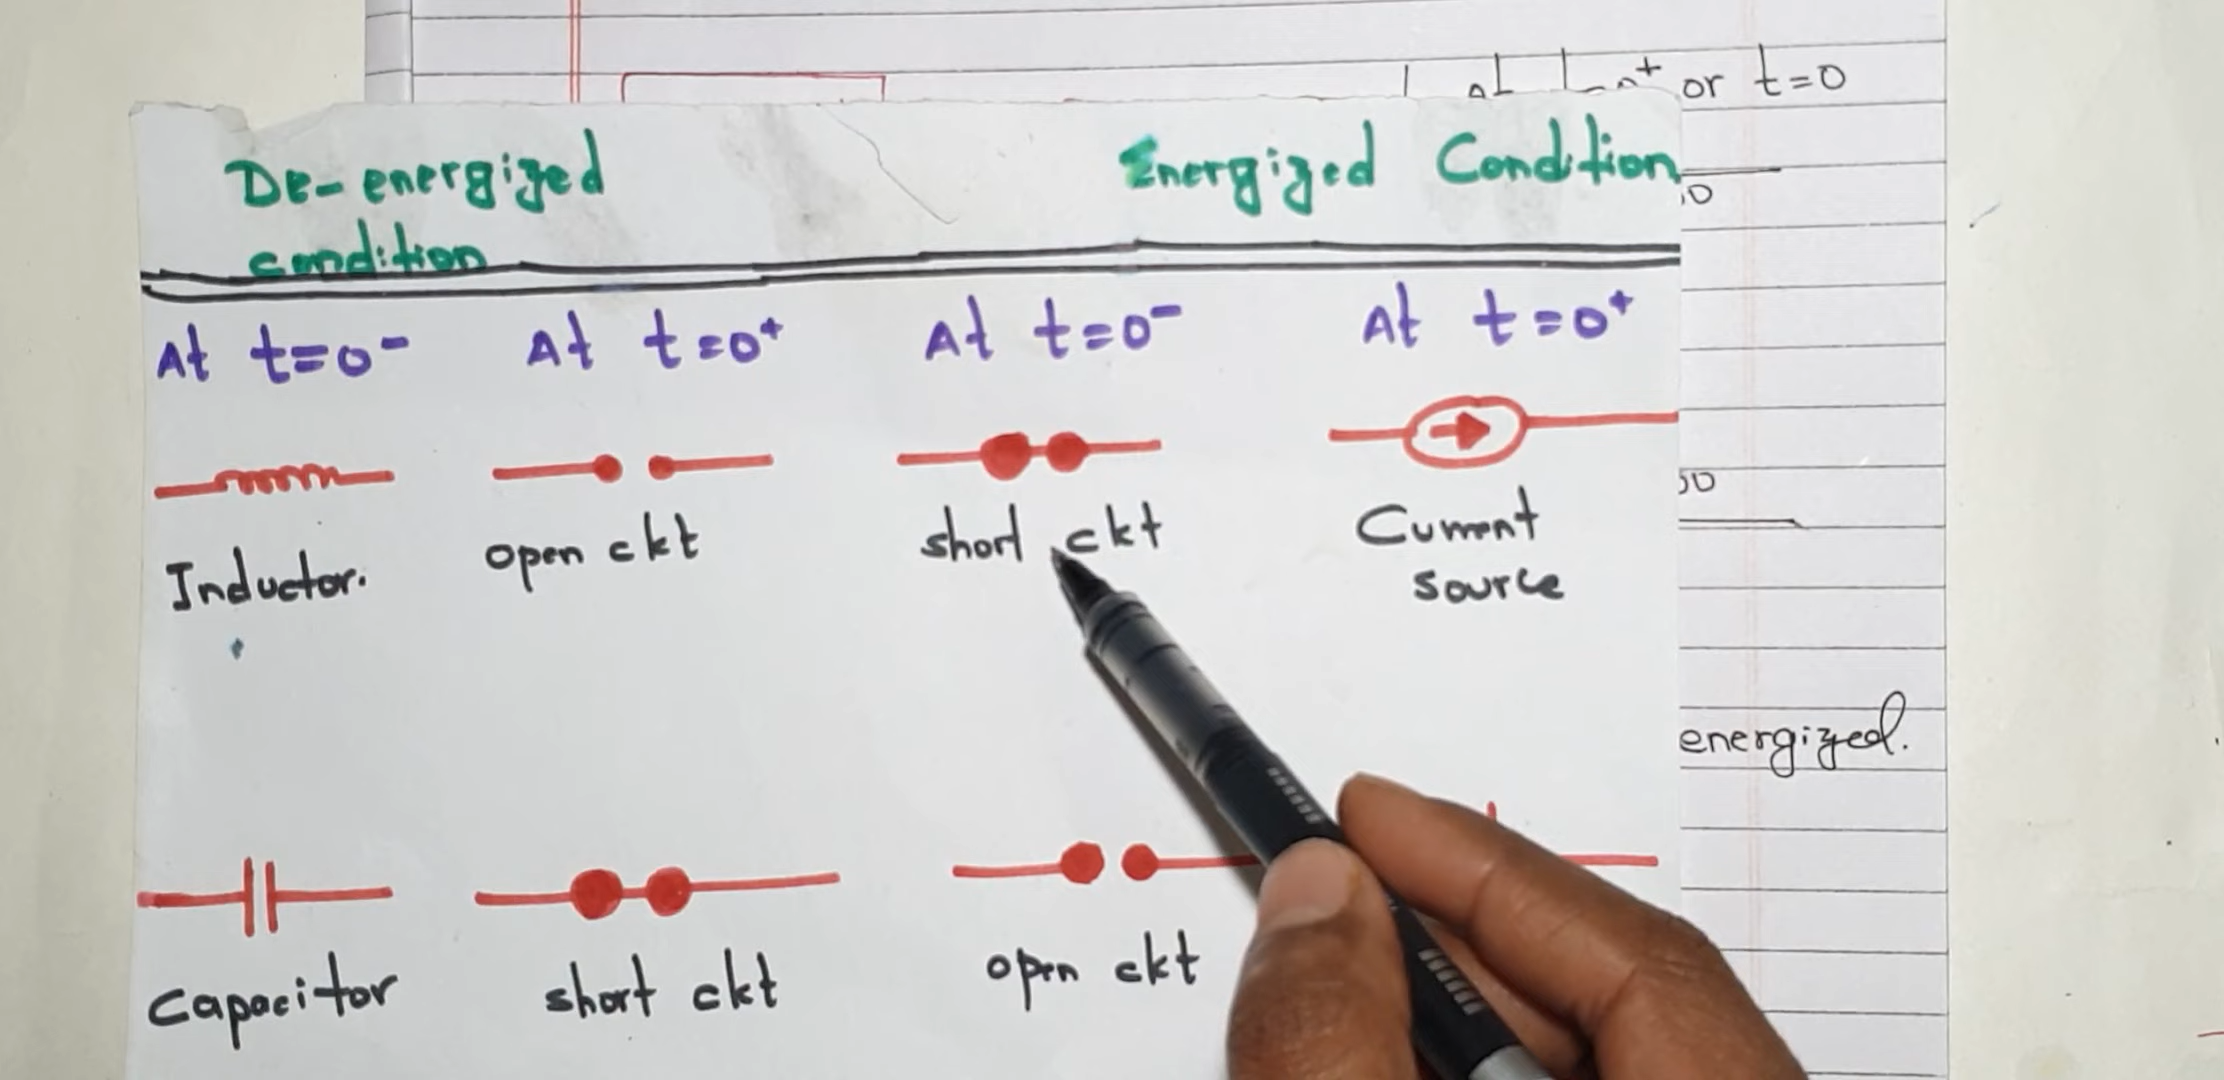 or t=0
De-energized
condition
Energized Condition
At t=0⁻ At t=0⁺ At t=0⁻ At t=0⁺
Inductor. open ckt short ckt Current
source
energized.
capacitor short ckt open ckt